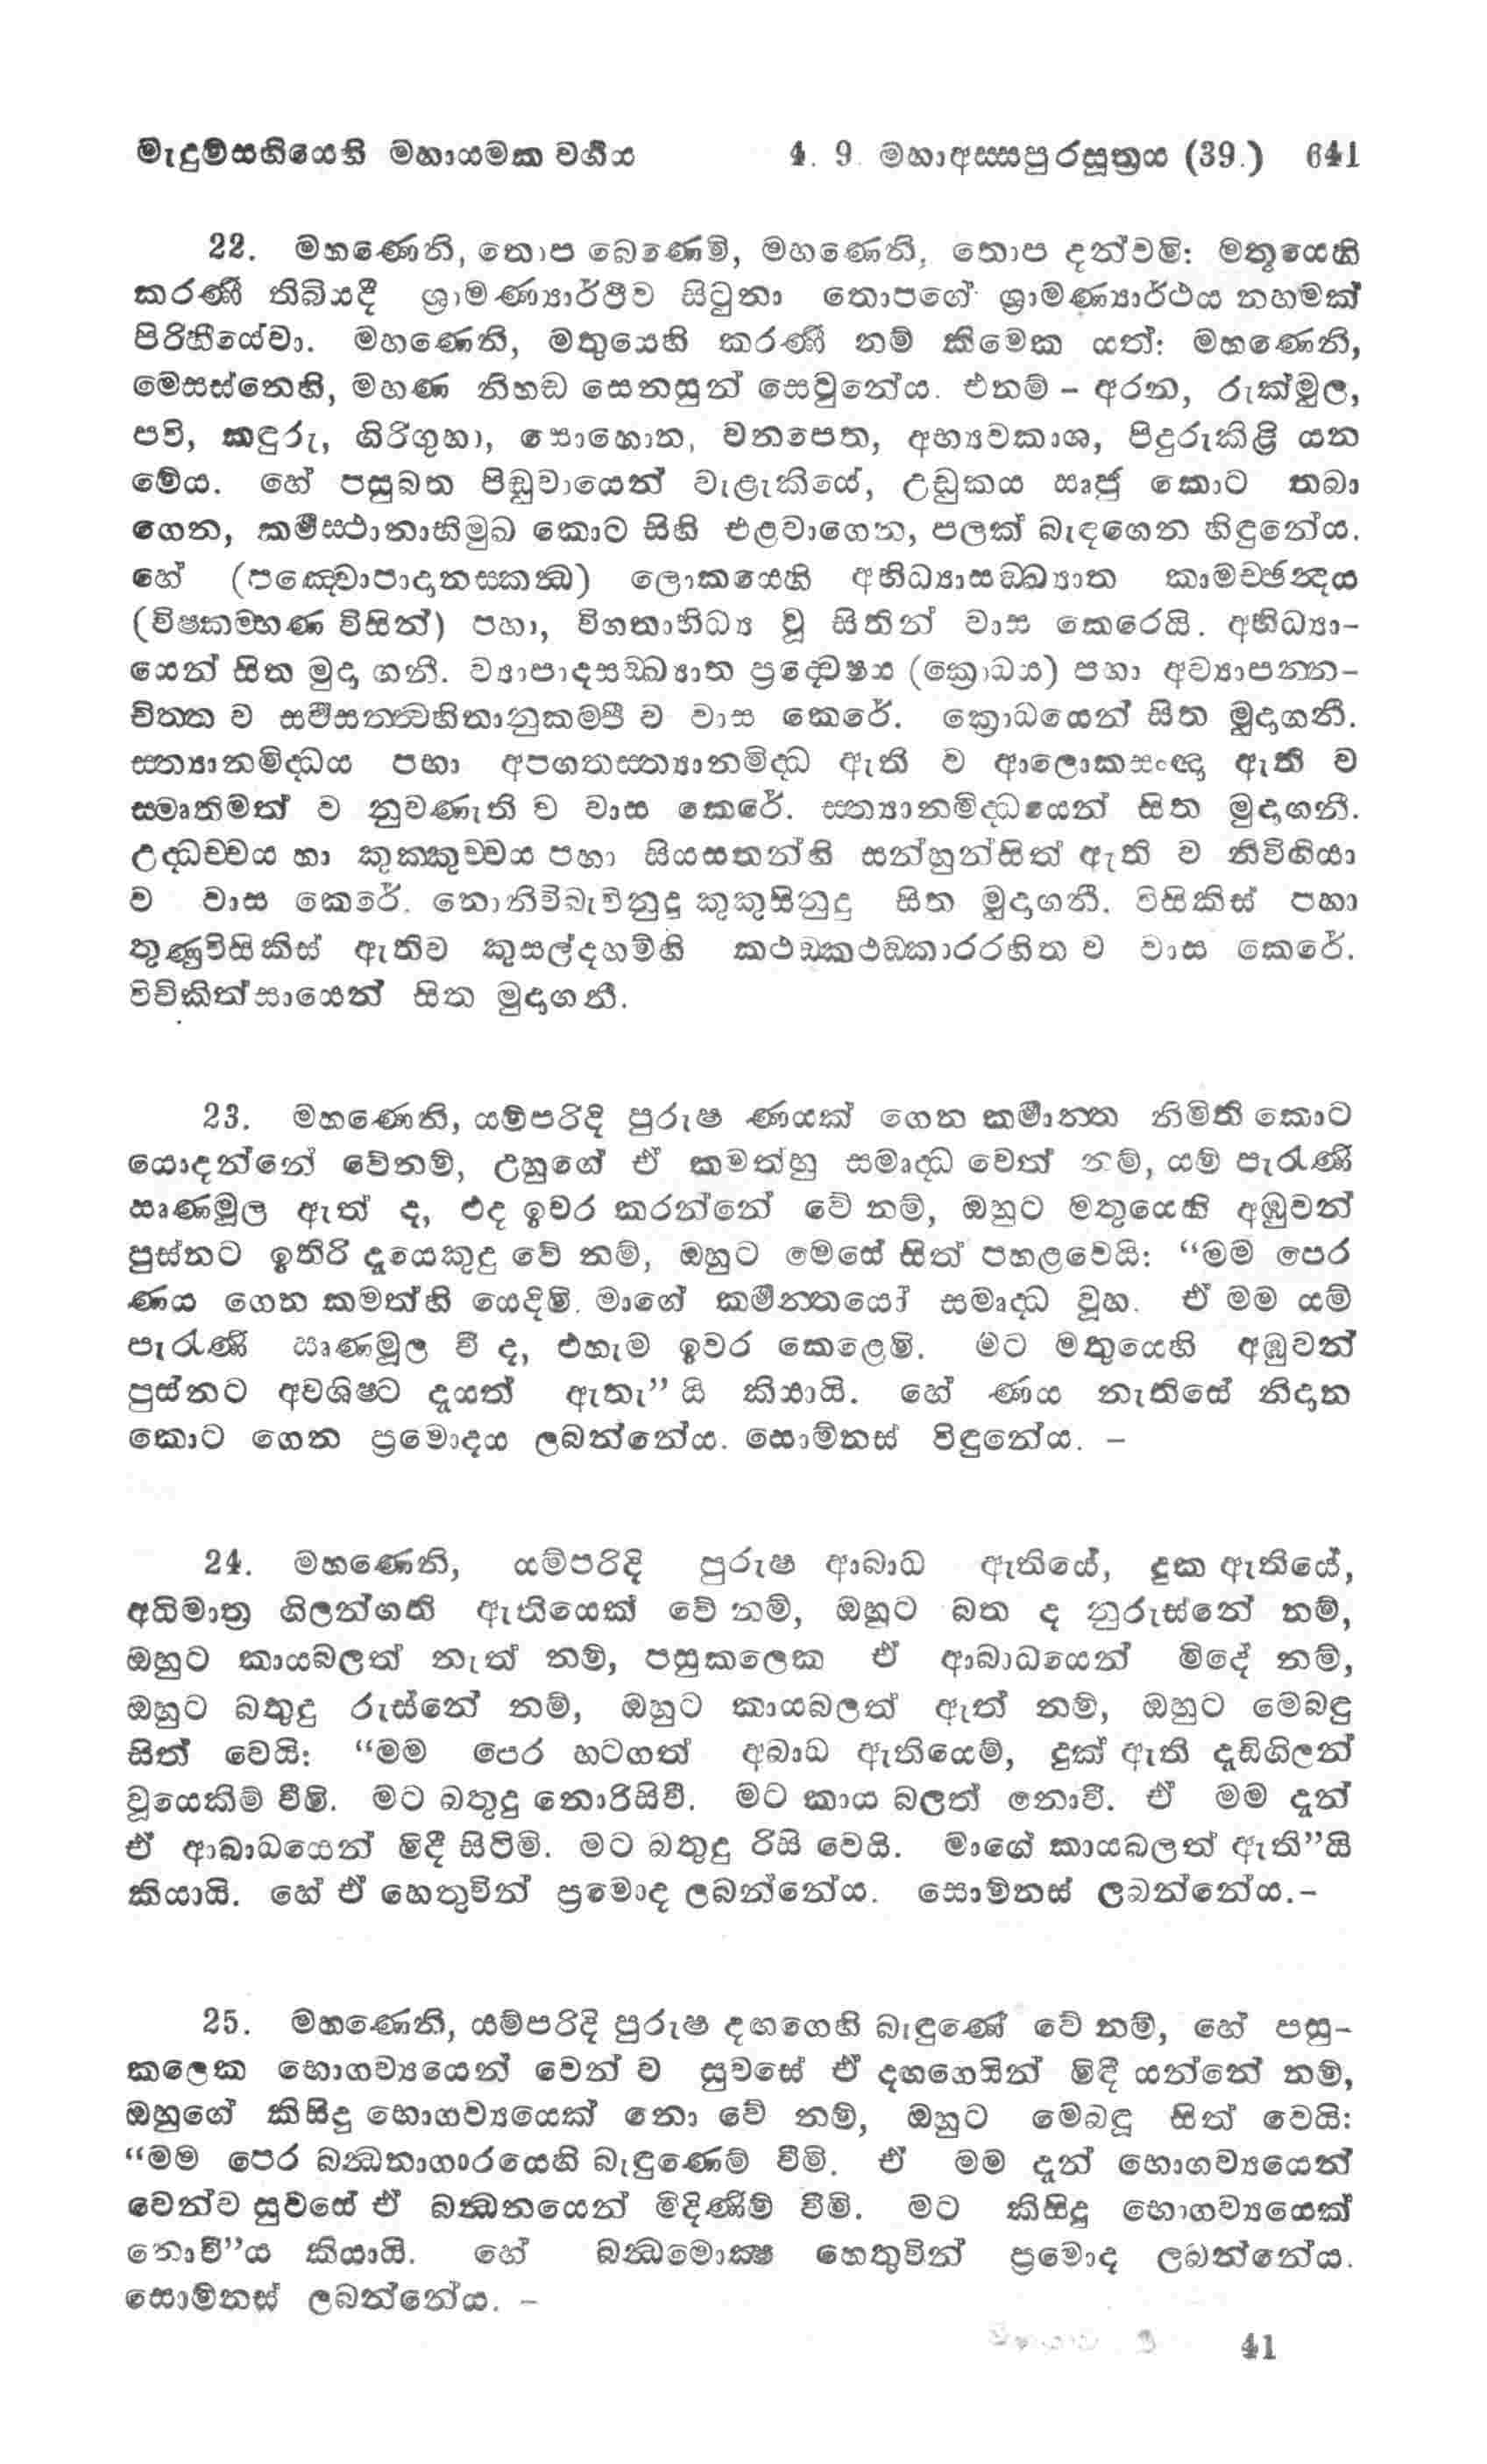 මැදුම්සඟියෙහි මහායමක වර්‍ගය 4. 9. මහාඅස්සපුරසූත්‍රය (39.) 641
22. මහණෙනි, තොප බෙණෙමි, මහණෙනි, තොප දන්වමි: මතුයෙහි
කරණී තිබියදී ශ්‍රාමණ්‍යාර්ථීව සිටුනා තොපගේ ශ්‍රාමණ්‍යාර්ථය නහමක්
පිරිහීයේවා. මහණෙනි, මතුයෙහි කරණී නම් කිමෙක යත්: මහණෙනි,
මෙසස්නෙහි, මහණ නිහඬ සෙනසුන් සෙවුනේය. එනම් - අරන, රුක්මුල,
පව්, කඳුරු, ගිරිගුහා, සොහොන, වනපෙත, අභ්‍යවකාශ, පිදුරුකිළි යන
මේය. හේ පසුබත පිඬුවායෙන් වැළැකියේ, උඩුකය සෘජු කොට තබා
ගෙන, කර්‍මස්ථානාභිමුඛ කොට සිහි එළවාගෙන, පලක් බැඳගෙන හිඳුනේය.
හේ (පඤ්චොපාදානස්කන්‍ධ) ලොකයෙහි අභිධ්‍යාසඞ්ඛ්‍යාත කාමච්ඡන්‍දය
(විෂ්කම්භණ විසින්) පහා, විගතාභිධ්‍ය වූ සිතින් වාස කෙරෙයි. අභිධ්‍යා-
යෙන් සිත මුදා ගනී. ව්‍යාපාදසඞ්ඛ්‍යාත ප්‍රද්වෙෂය (ක්‍රොධය) පහා අව්‍යාපන්න-
චිත්ත ව සර්‍වසත්ත්වහිතානුකම්පී ව වාස කෙරේ. ක්‍රොධයෙන් සිත මුදාගනී.
ස්ත්‍යානමිද්ධය පහා අපගතස්ත්‍යානමිද්ධ ඇති ව ආලොකසංඥා ඇති ව
ස්මෘතිමත් ව නුවණැති ව වාස කෙරේ. ස්ත්‍යානමිද්ධයෙන් සිත මුදාගනී.
උද්ධච්චය හා කුක්කුච්චය පහා සියසතන්හි සන්හුන්සිත් ඇති ව නිවිගියා
ව වාස කෙරේ. නොනිවීබැවිනුදු කුකුසිනුදු සිත මුදාගනී. විසිකිස් පහා
තුණුවිසිකිස් ඇතිව කුසල්දහම්හි කථඞ්කථඞ්කාරරහිත ව වාස කෙරේ.
විචිකිත්සායෙන් සිත මුදාගනී.
23. මහණෙනි, යම්පරිදි පුරුෂ ණයක් ගෙන කර්‍මාන්ත නිමිති කොට
යොදන්නේ වේනම්, උහුගේ ඒ කමත්හු සමෘද්ධ වෙත් නම්, යම් පැරැණි
ඍණමූල ඇත් ද, එද ඉවර කරන්නේ වේ නම්, ඔහුට මතුයෙහි අඹුවන්
පුස්නට ඉතිරි දැයෙකුදු වේ නම්, ඔහුට මෙසේ සිත් පහළවෙයි: “මම පෙර
ණය ගෙන කමත්හි යෙදිමි. මාගේ කර්‍මාන්තයෝ සමෘද්ධ වූහ. ඒ මම යම්
පැරැණි ඍණමූල වී ද, එහැම ඉවර කෙළෙමි. මට මතුයෙහි අඹුවන්
පුස්නට අවශිෂ්ට දැයත් ඇතැ” යි කියායි. හේ ණය නැතිසේ නිදාන
කොට ගෙන ප්‍රමොදය ලබන්නේය. සොම්නස් විඳුනේය. –
24. මහණෙනි, යම්පරිදි පුරුෂ ආබාධ ඇතියේ, දුක ඇතියේ,
අධිමාත්‍ර ගිලන්ගති ඇතියෙක් වේ නම්, ඔහුට බත ද නුරුස්නේ නම්,
ඔහුට කායබලත් නැත් නම්, පසුකලෙක ඒ ආබාධයෙන් මිදේ නම්,
ඔහුට බතුදු රුස්නේ නම්, ඔහුට කායබලත් ඇත් නම්, ඔහුට මෙබඳු
සිත් වෙයි: “මම පෙර හටගත් අබාධ ඇතියෙම්, දුක් ඇති දැඩිගිලන්
වූයෙකිම් වීමි. මට බතුදු නොරිසිවී. මට කාය බලත් නොවී. ඒ මම දැන්
ඒ ආබාධයෙන් මිදී සිටිමි. මට බතුදු රිසි වෙයි. මාගේ කායබලත් ඇති”යි
කියායි. හේ ඒ හෙතුවින් ප්‍රමොද ලබන්නේය. සොම්නස් ලබන්නේය.–
25. මහණෙනි, යම්පරිදි පුරුෂ දඟගෙහි බැඳුණේ වේ නම්, හේ පසු-
කලෙක භොගව්‍යයෙන් වෙන් ව සුවසේ ඒ දඟගෙයින් මිදී යන්නේ නම්,
ඔහුගේ කිසිදු භොගව්‍යයෙක් නො වේ නම්, ඔහුට මෙබඳු සිත් වෙයි:
“මම පෙර බන්‍ධනාගාරයෙහි බැඳුණෙම් වීමි. ඒ මම දැන් භොගව්‍යයෙන්
වෙන්ව සුවසේ ඒ බන්‍ධනයෙන් මිදිණිම් වීමි. මට කිසිදු භොගව්‍යයෙක්
නොවී”ය කියායි. හේ බන්‍ධමොක්‍ෂ හෙතුවින් ප්‍රමොද ලබන්නේය.
සොම්නස් ලබන්නේය. –
41